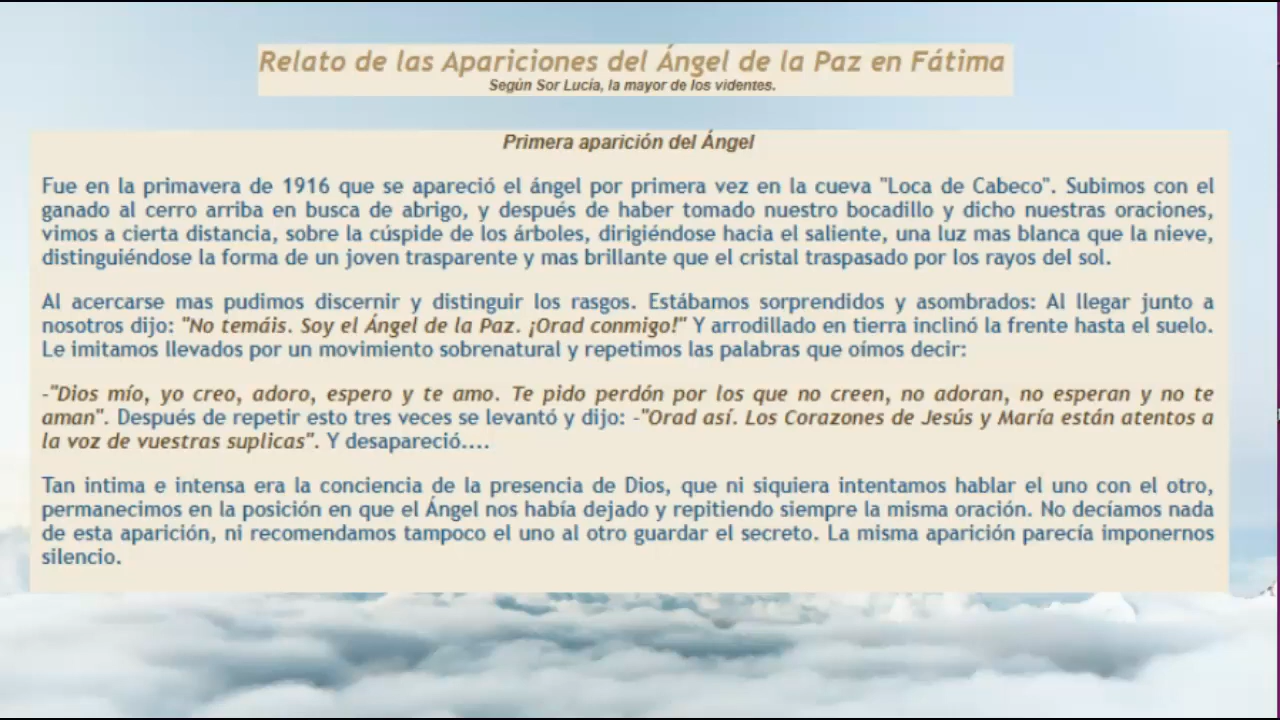 Relato de las Apariciones del Ángel de la Paz en Fátima
Según Sor Lucía, la mayor de los videntes.
Primera aparición del Ángel
Fue en la primavera de 1916 que se apareció el ángel por primera vez en la cueva "Loca de Cabeco". Subimos con el
ganado al cerro arriba en busca de abrigo, y después de haber tomado nuestro bocadillo y dicho nuestras oraciones,
vimos a cierta distancia, sobre la cúspide de los árboles, dirigiéndose hacia el saliente, una luz mas blanca que la nieve,
distinguiéndose la forma de un joven trasparente y mas brillante que el cristal traspasado por los rayos del sol.
Al acercarse mas pudimos discernir y distinguir los rasgos. Estábamos sorprendidos y asombrados: Al llegar junto a
nosotros dijo: "No temáis. Soy el Ángel de la Paz. ¡Orad conmigo!" Y arrodillado en tierra inclinó la frente hasta el suelo.
Le imitamos llevados por un movimiento sobrenatural y repetimos las palabras que oímos decir:
-"Dios mío, yo creo, adoro, espero y te amo. Te pido perdón por los que no creen, no adoran, no esperan y no te
aman". Después de repetir esto tres veces se levantó y dijo: -"Orad así. Los Corazones de Jesús y María están atentos a
la voz de vuestras suplicas". Y desapareció....
Tan intima e intensa era la conciencia de la presencia de Dios, que ni siquiera intentamos hablar el uno con el otro,
permanecimos en la posición en que el Ángel nos había dejado y repitiendo siempre la misma oración. No decíamos nada
de esta aparición, ni recomendamos tampoco el uno al otro guardar el secreto. La misma aparición parecía imponernos
silencio.